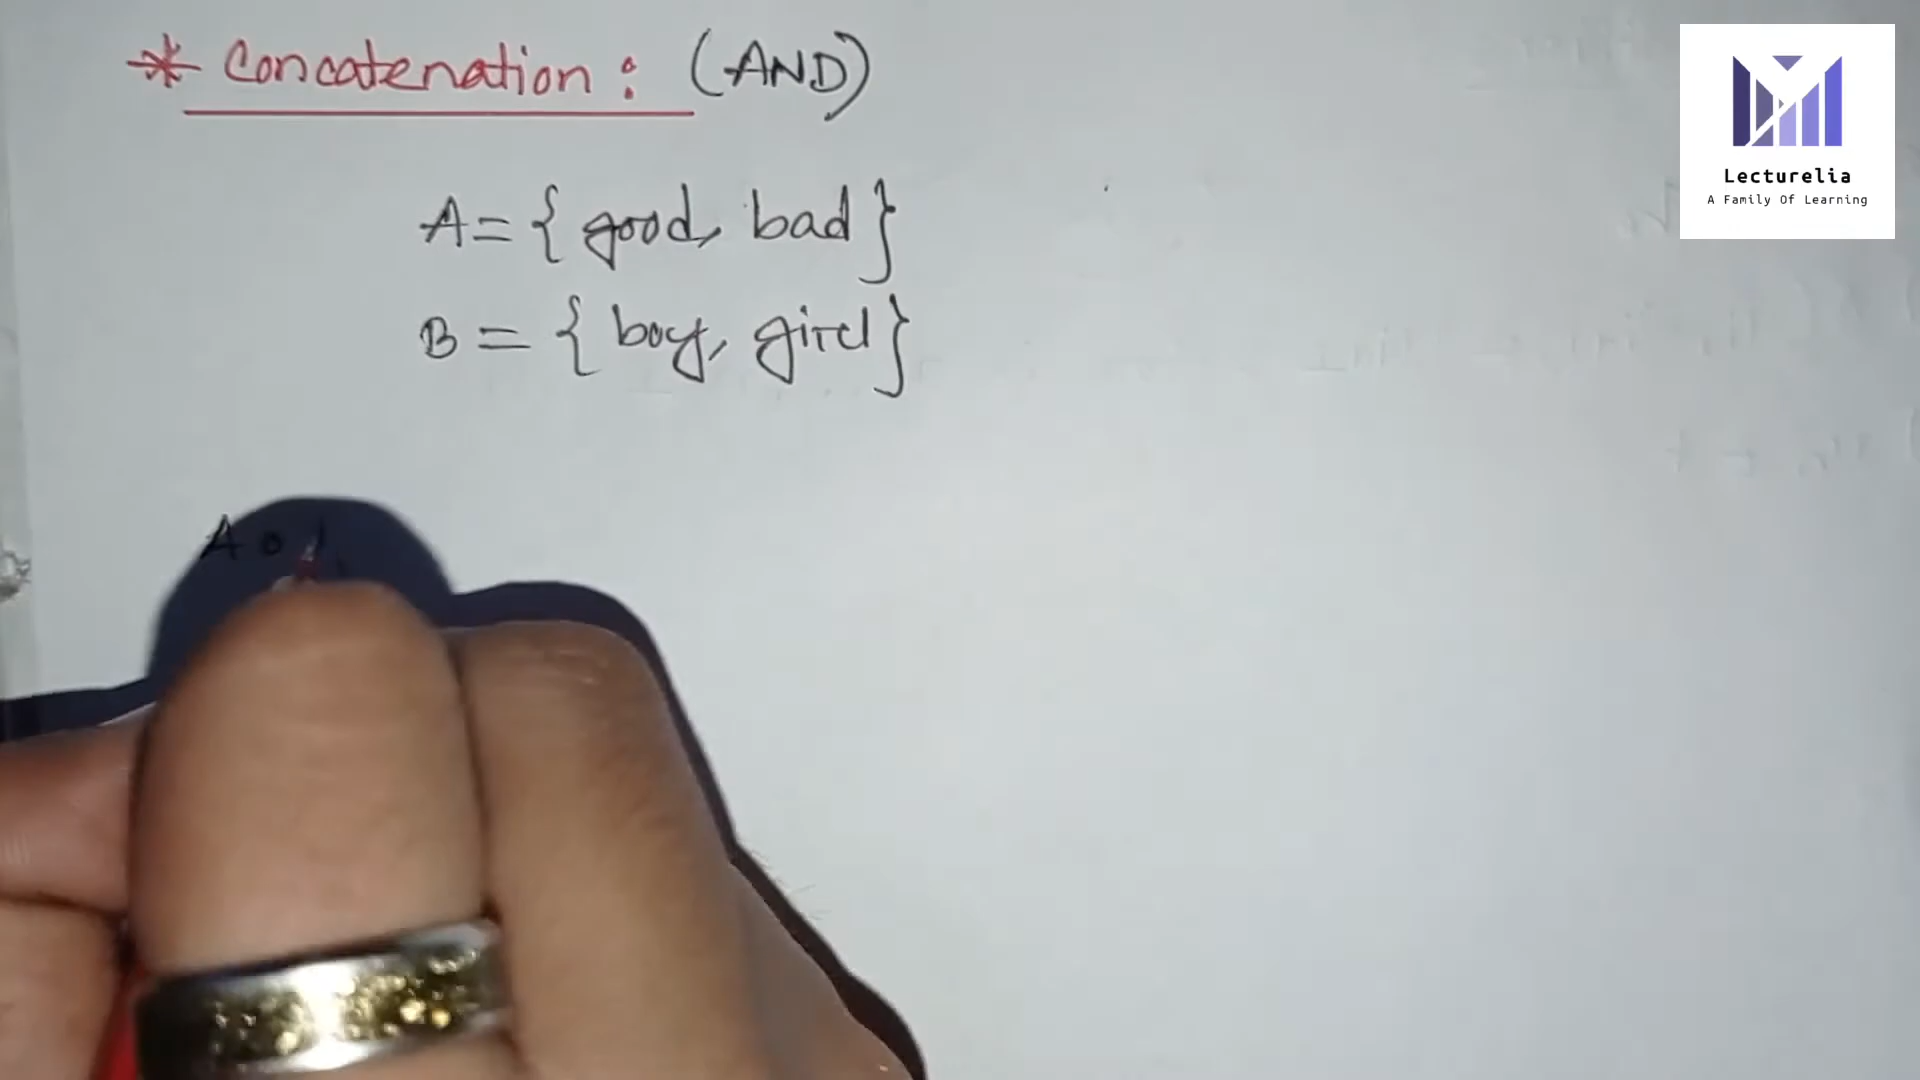 * Concatenation : (AND)
A = { good, bad }
B = { boy, girl }
A o
Lecturelia
A Family Of Learning